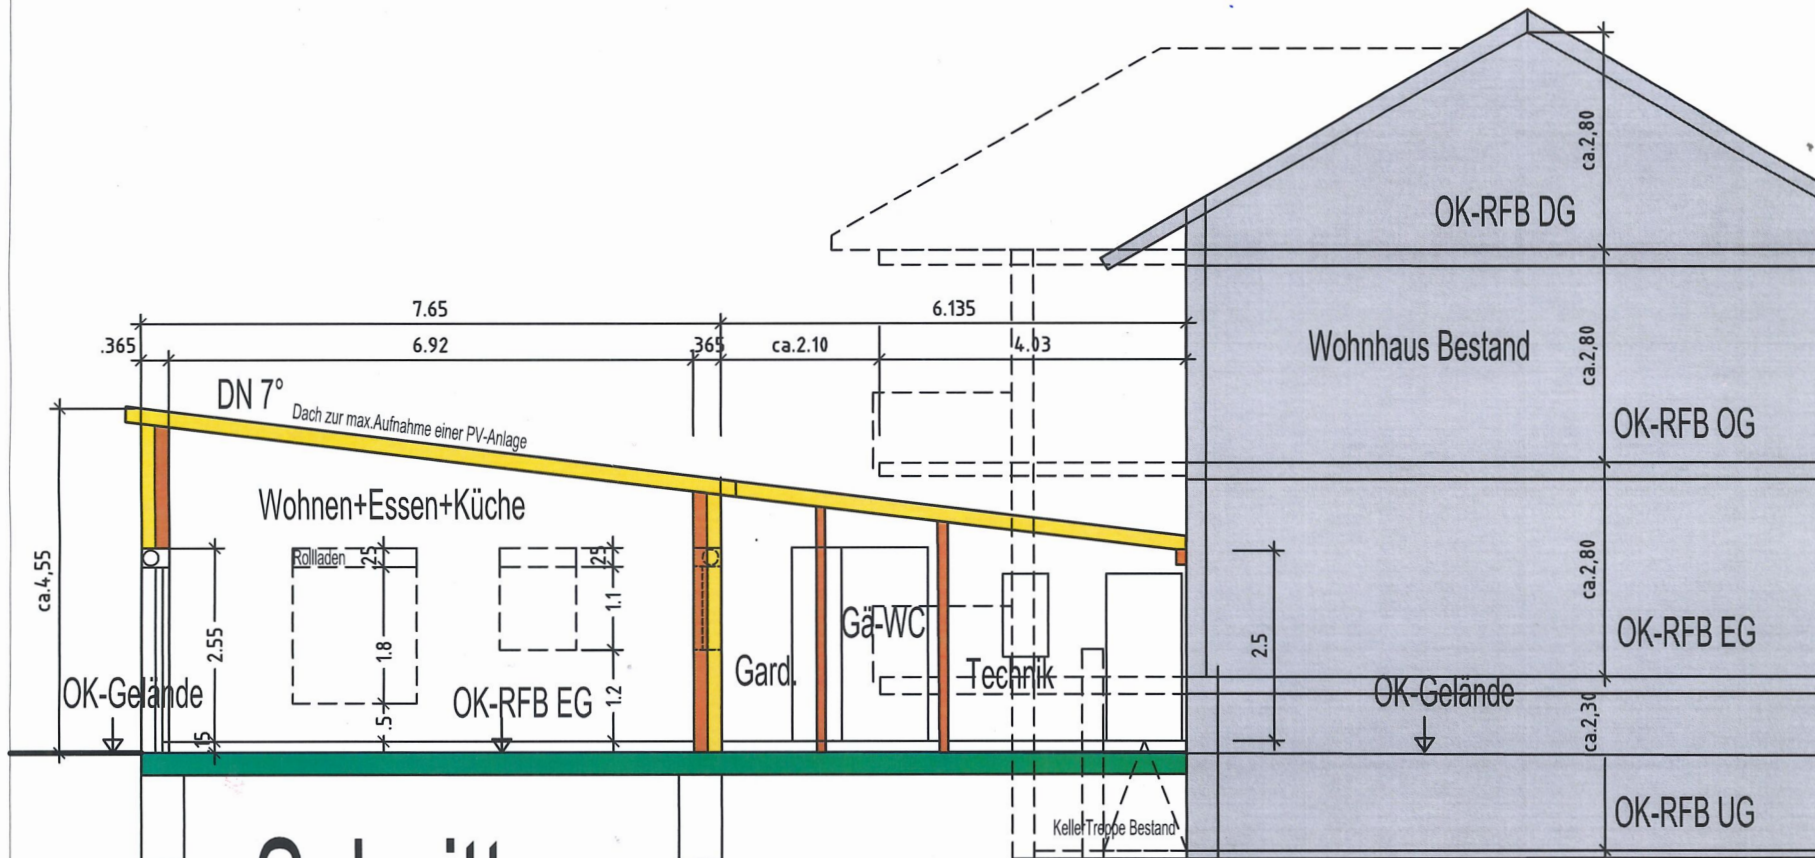 ca.2,80
OK-RFB DG
7.65
6.135
.365
6.92
.365
ca.2.10
4.03
Wohnhaus Bestand
ca.2,80
DN 7°
Dach zur max.Aufnahme einer PV-Anlage
OK-RFB OG
Wohnen+Essen+Küche
ca.4,55
Rollladen
25
25
1.1
ca.2,80
2.55
1.8
Gä-WC
2.5
OK-RFB EG
Gard.
Technik
OK-Gelände
OK-RFB EG
1.2
OK-Gelände
.5
15
ca.2,30
OK-RFB UG
KellerTreppe Bestand